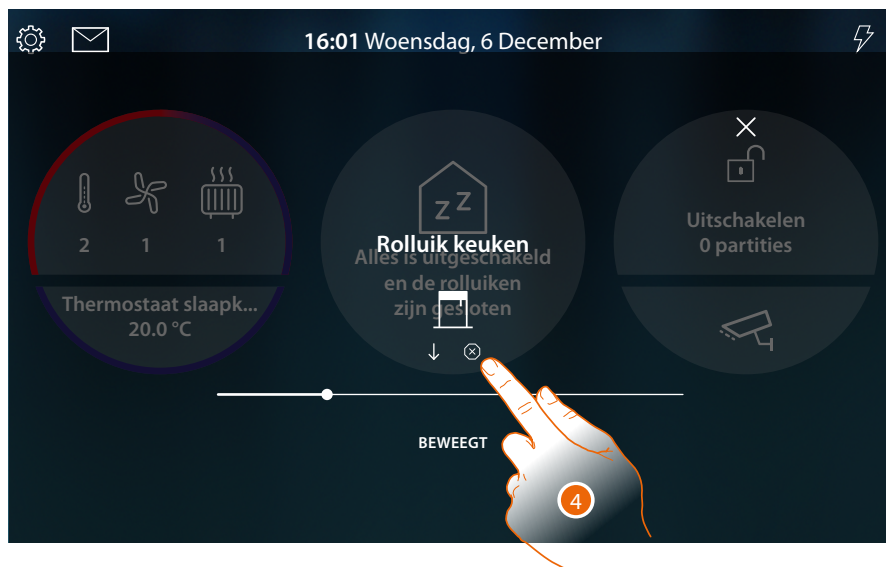 16:01 Woensdag, 6 December
2 1 1
Thermostaat slaapk...
20.0 °C
zZ
Rolluik keuken
Alles is uitgeschakeld
en de rolluiken
zijn gesloten
BEWEEGT
Uitschakelen
0 partities
4